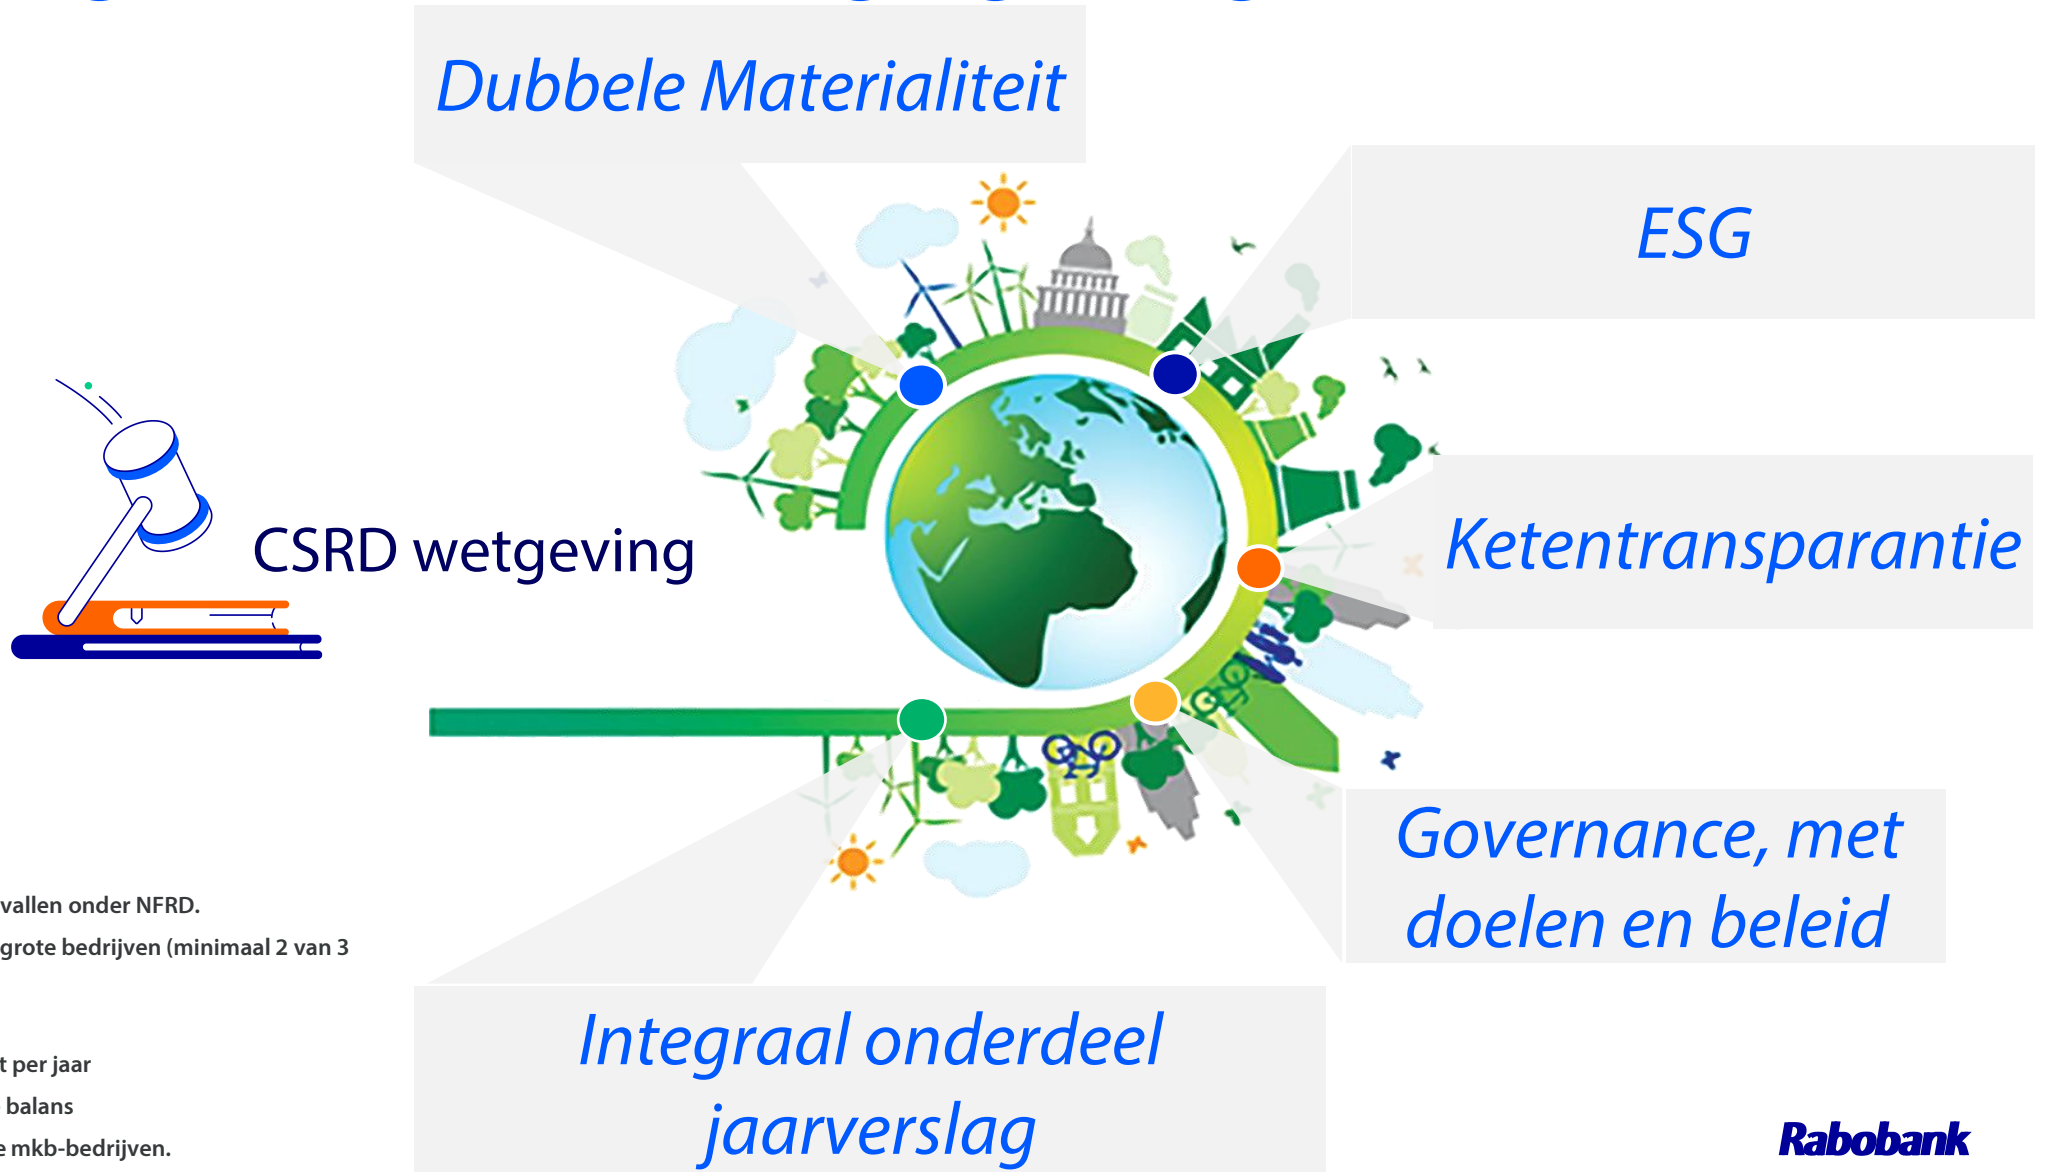 Dubbele Materialiteit
ESG
CSRD wetgeving
Ketentransparantie
Governance, met
doelen en beleid
vallen onder NFRD.
grote bedrijven (minimaal 2 van 3
Integraal onderdeel
jaarverslag
per jaar
balans
mkb-bedrijven.
Rabobank